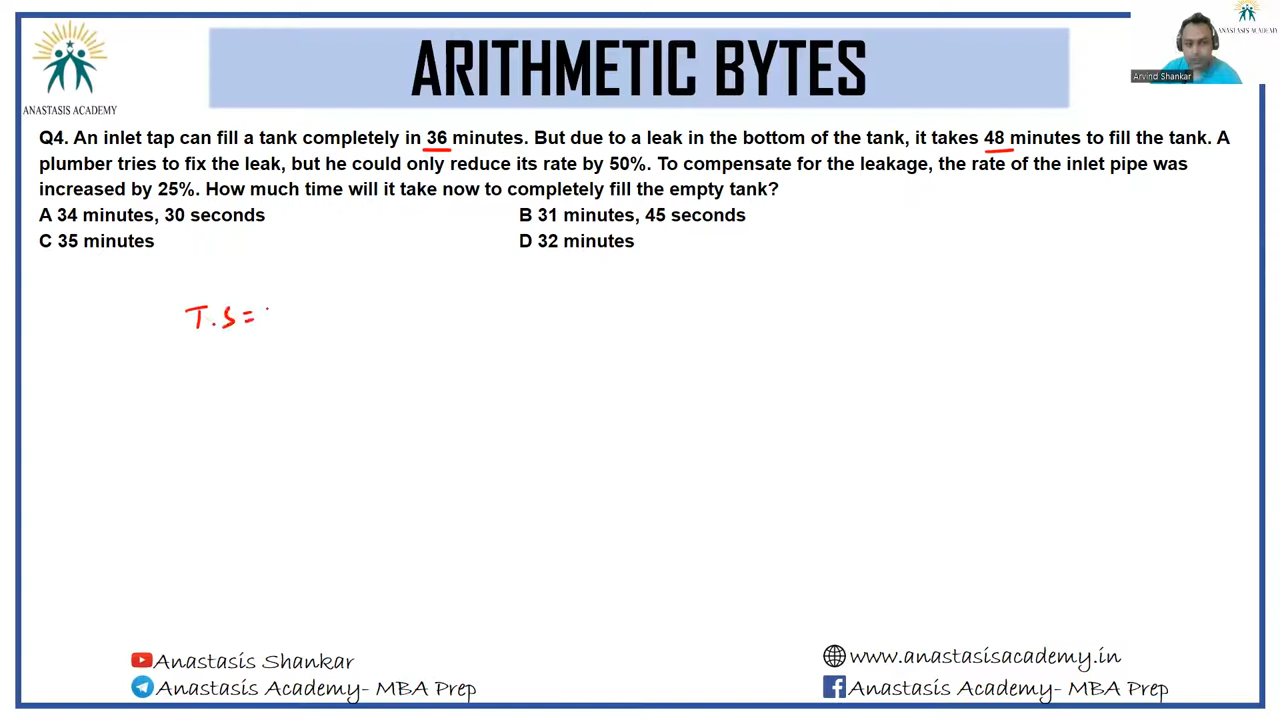 ARITHMETIC BYTES
ANASTASIS ACADEMY
ANASTASIS ACADEMY
Arvind Shankar
Q4. An inlet tap can fill a tank completely in 36 minutes. But due to a leak in the bottom of the tank, it takes 48 minutes to fill the tank. A
plumber tries to fix the leak, but he could only reduce its rate by 50%. To compensate for the leakage, the rate of the inlet pipe was
increased by 25%. How much time will it take now to completely fill the empty tank?
A 34 minutes, 30 seconds
B 31 minutes, 45 seconds
C 35 minutes
D 32 minutes
T.S=
Anastasis Shankar
www.anastasisacademy.in
Anastasis Academy- MBA Prep
Anastasis Academy- MBA Prep